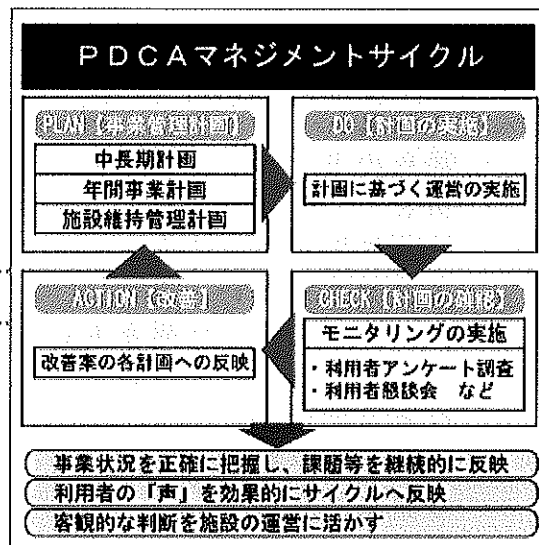 PDCAマネジメントサイクル
PLAN【事業管理計画】
中長期計画
年間事業計画
施設維持管理計画
DO【計画の実施】
計画に基づく運営の実施
ACTION【改善】
改善案の各計画への反映
CHECK【計画の確認】
モニタリングの実施
・利用者アンケート調査
・利用者懇談会 など
事業状況を正確に把握し、課題等を継続的に反映
利用者の「声」を効果的にサイクルへ反映
客観的な判断を施設の運営に活かす